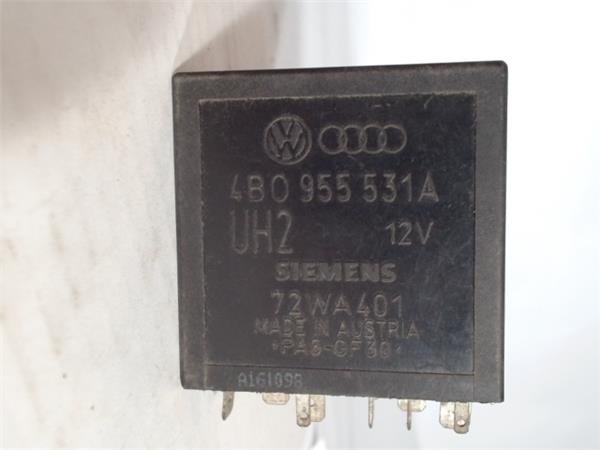 4B0 955 531A
UH2 12V
SIEMENS
72WA401
MADE IN AUSTRIA
>PA6-GF30<
A161098